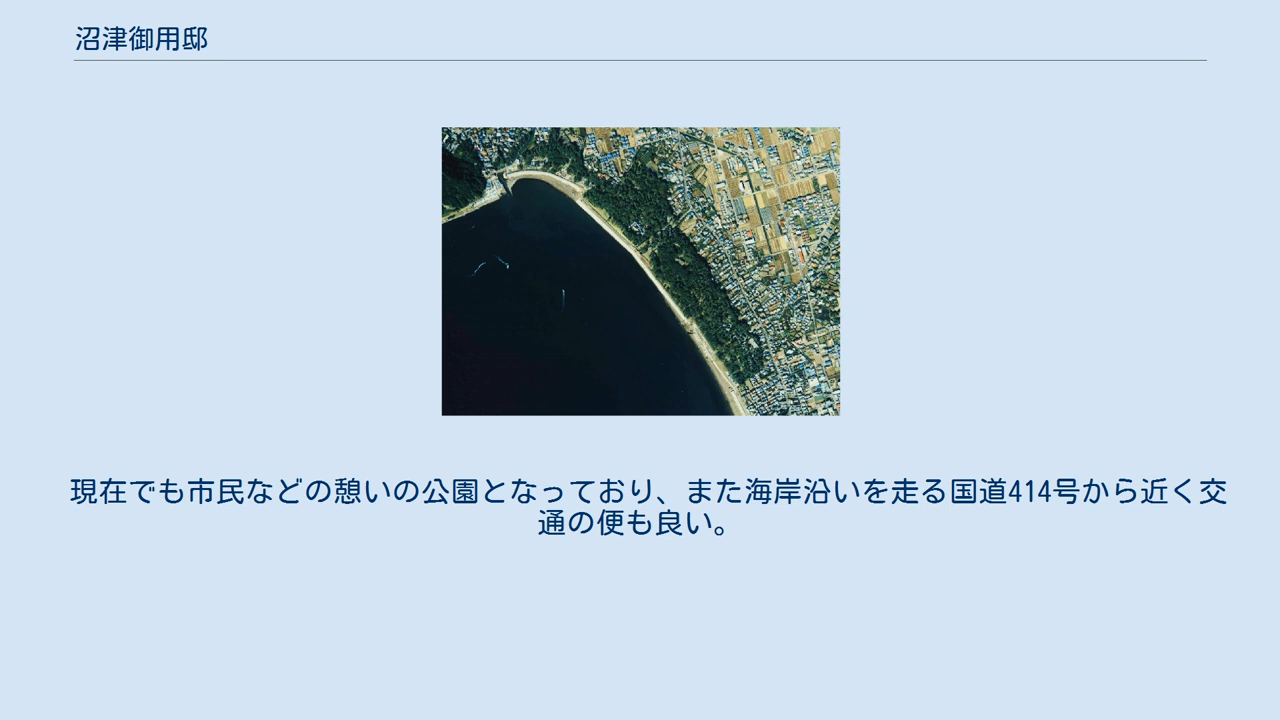 沼津御用邸
現在でも市民などの憩いの公園となっており、また海岸沿いを走る国道414号から近く交
通の便も良い。